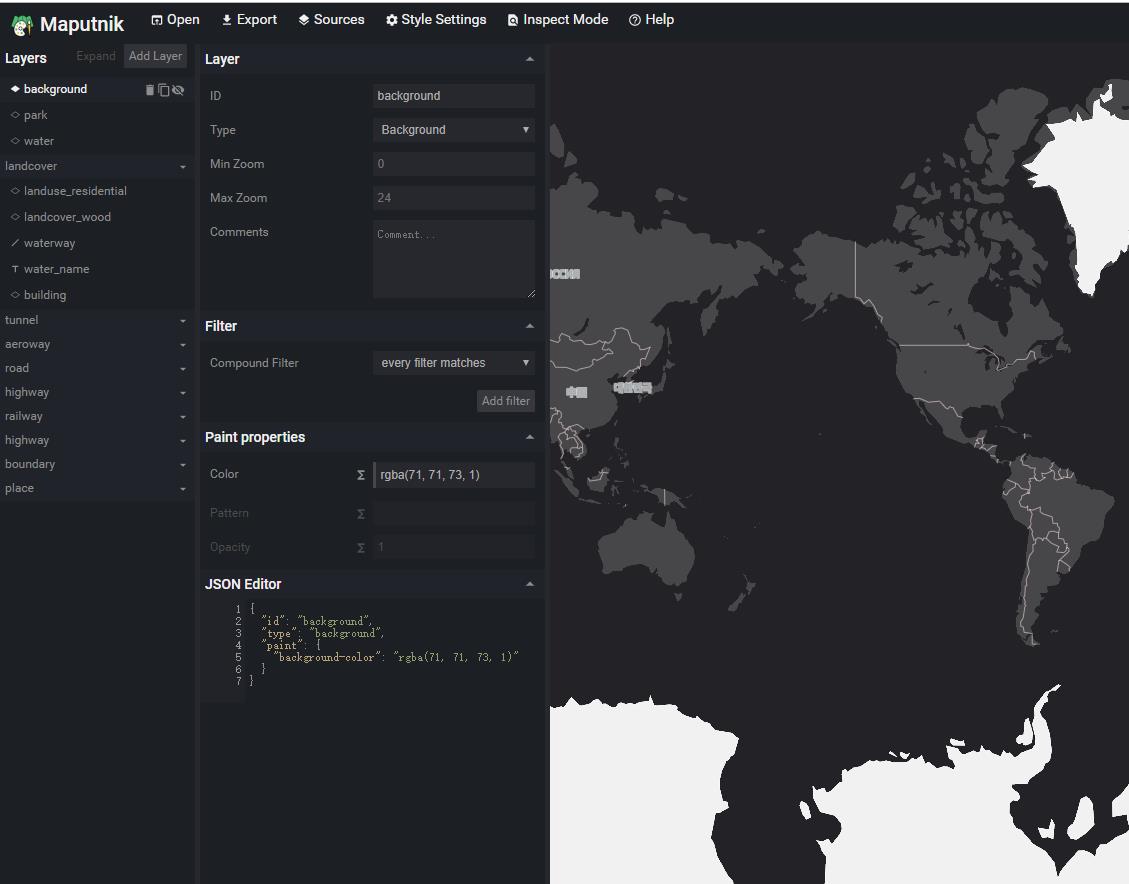 Maputnik
Open
Export
Sources
Style Settings
Inspect Mode
Help
Layers
Expand
Add Layer
background
park
water
landcover
landuse_residential
landcover_wood
waterway
water_name
building
tunnel
aeroway
road
highway
railway
highway
boundary
place
Layer
ID
background
Type
Background
Min Zoom
0
Max Zoom
24
Comments
Comment...
Filter
Compound Filter
every filter matches
Add filter
Paint properties
Color
Σ
rgba(71, 71, 73, 1)
Pattern
Σ
Opacity
Σ
1
JSON Editor
1 {
2 "id": "background",
3 "type": "background",
4 "paint": {
5 "background-color": "rgba(71, 71, 73, 1)"
6 }
7 }
中国